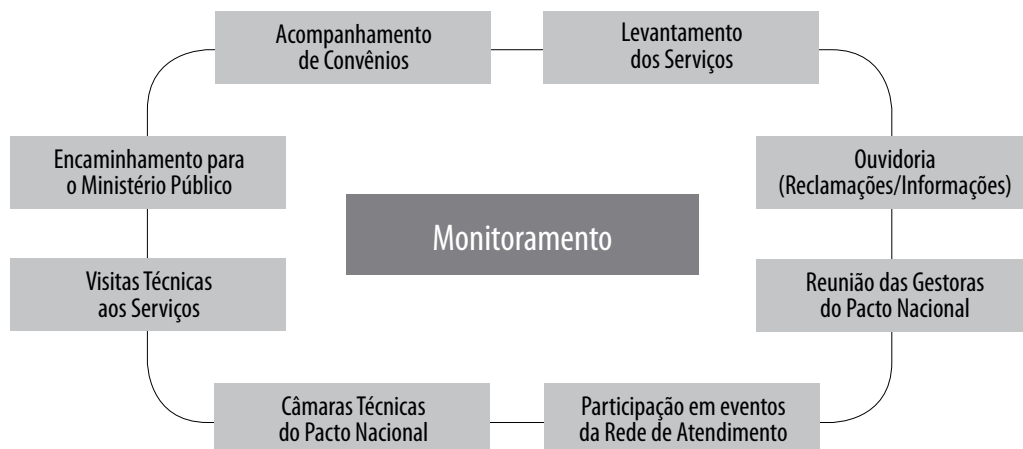 Acompanhamento
de Convênios
Levantamento
dos Serviços
Encaminhamento para
o Ministério Público
Ouvidoria
(Reclamações/Informações)
Monitoramento
Visitas Técnicas
aos Serviços
Reunião das Gestoras
do Pacto Nacional
Câmaras Técnicas
do Pacto Nacional
Participação em eventos
da Rede de Atendimento